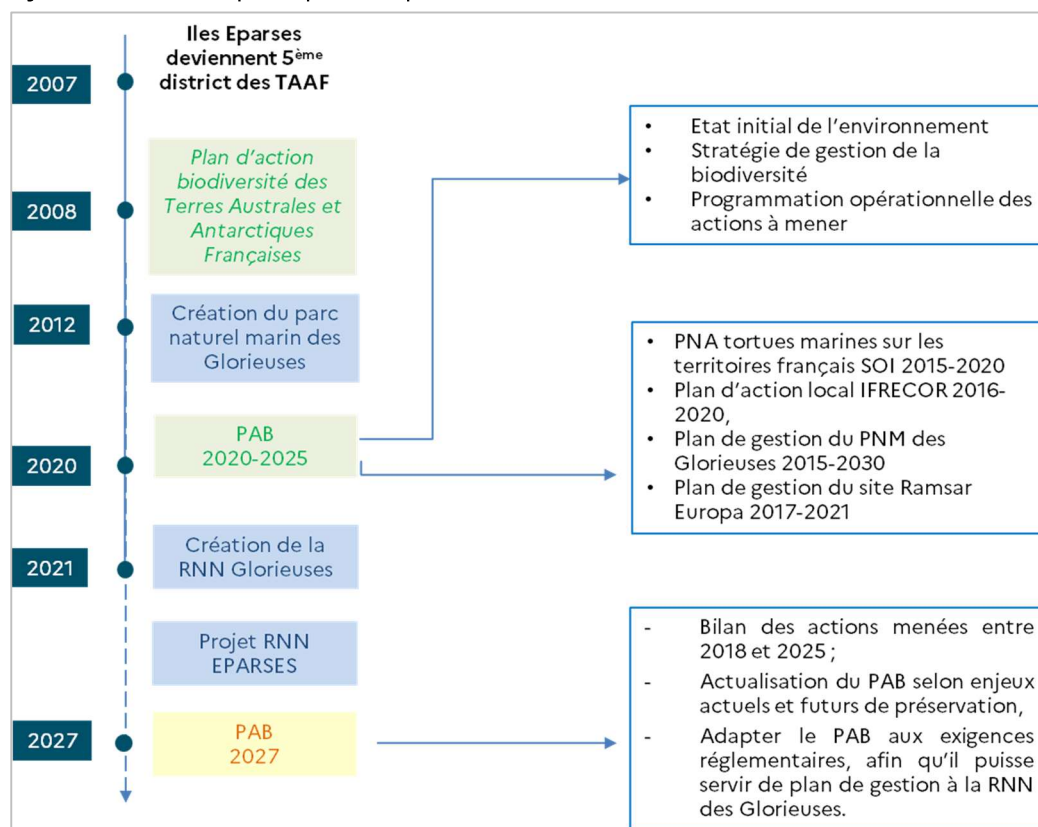 2007
Iles Eparses
deviennent 5ème
district des TAAF
2008
Plan d'action
biodiversité des
Terres Australes et
Antarctiques
Françaises
2012
Création du parc
naturel marin des
Glorieuses
2020
PAB
2020-2025
2021
Création de la
RNN Glorieuses
Projet RNN
EPARSES
2027
PAB
2027
• Etat initial de l'environnement
• Stratégie de gestion de la
biodiversité
• Programmation opérationnelle des
actions à mener
• PNA tortues marines sur les
territoires français SOI 2015-2020
• Plan d'action local IFRECOR 2016-
2020,
• Plan de gestion du PNM des
Glorieuses 2015-2030
• Plan de gestion du site Ramsar
Europa 2017-2021
- Bilan des actions menées entre
2018 et 2025 ;
- Actualisation du PAB selon enjeux
actuels et futurs de préservation,
- Adapter le PAB aux exigences
réglementaires, afin qu'il puisse
servir de plan de gestion à la RNN
des Glorieuses.